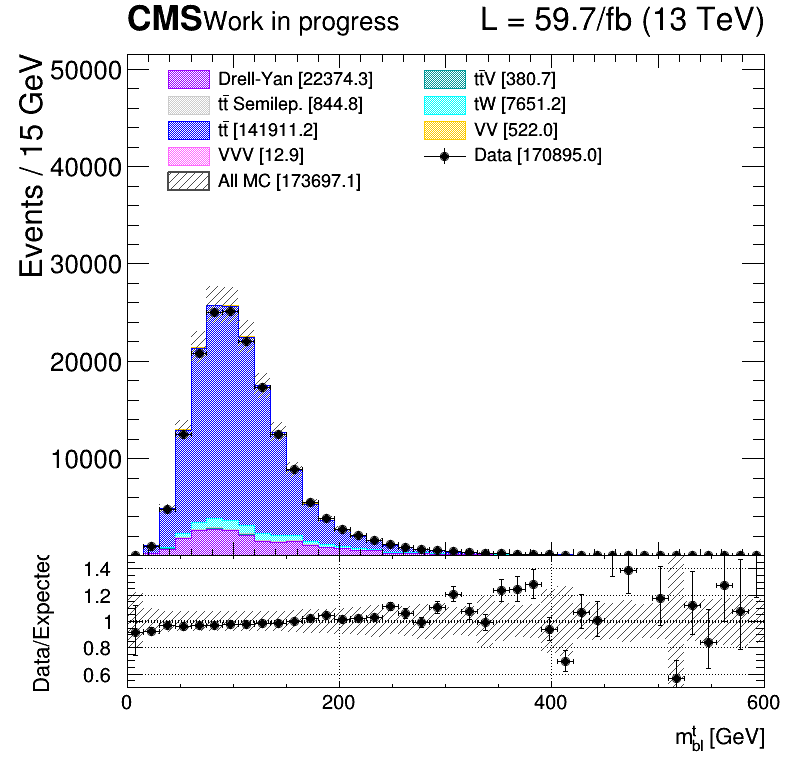 CMS Work in progress L = 59.7/fb (13 TeV)
Events / 15 GeV
50000
40000
30000
20000
10000
Drell-Yan [22374.3]
tt̄ Semilep. [844.8]
tt̄ [141911.2]
VVV [12.9]
All MC [173697.1]
tt̄V [380.7]
tW [7651.2]
VV [522.0]
Data [170895.0]
Data/Expected
1.4
1.2
1
0.8
0.6
0 200 400 600
m^t_bl [GeV]